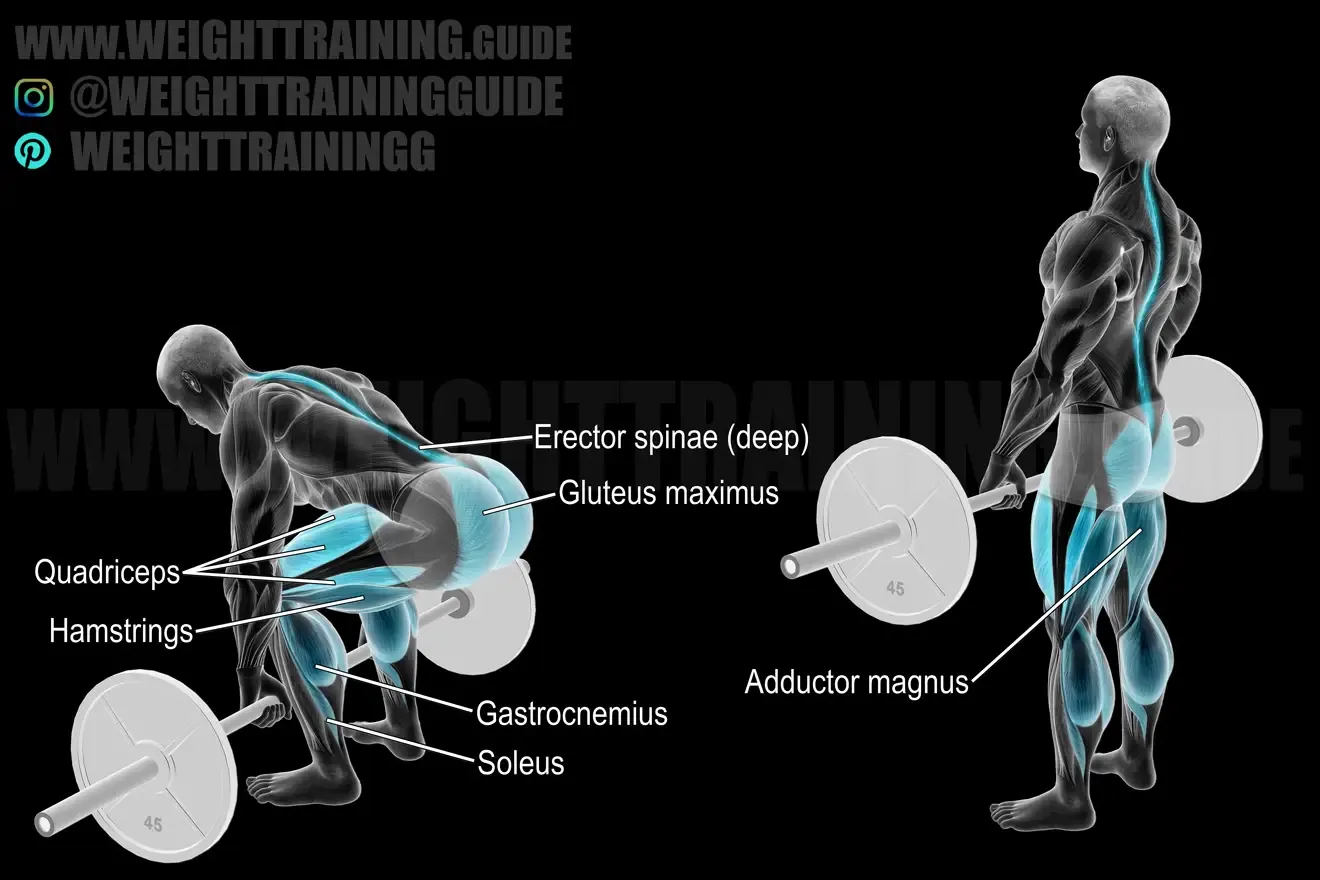 WWW.WEIGHTTRAINING.GUIDE
@WEIGHTTRAININGGUIDE
WEIGHTTRAININGG
WWW.WEIGHTTRAINING.GUIDE
Erector spinae (deep)
Gluteus maximus
Quadriceps
Hamstrings
45
Adductor magnus
Gastrocnemius
Soleus
45